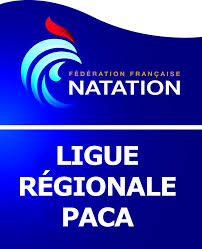 FÉDÉRATION FRANÇAISE
NATATION
LIGUE
RÉGIONALE
PACA